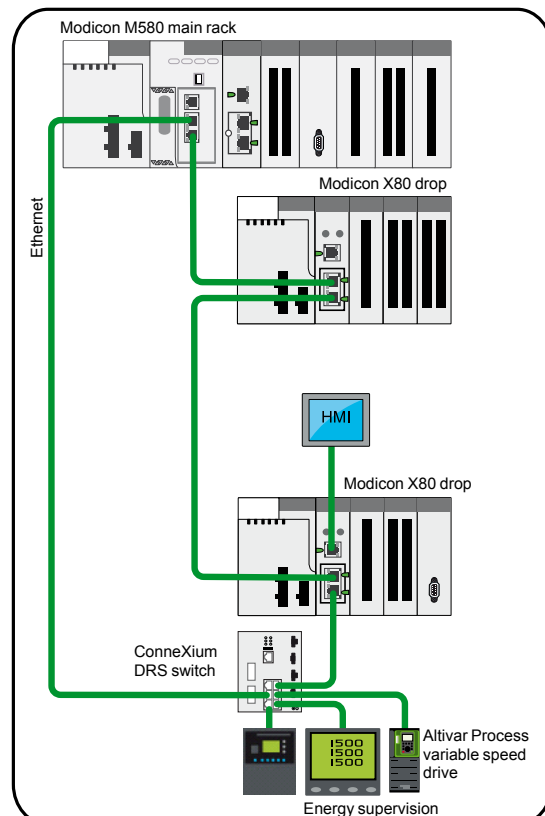 Modicon M580 main rack
Modicon X80 drop
Ethernet
HMI
Modicon X80 drop
ConneXium
DRS switch
1500
1500
1500
Altivar Process
variable speed
drive
Energy supervision